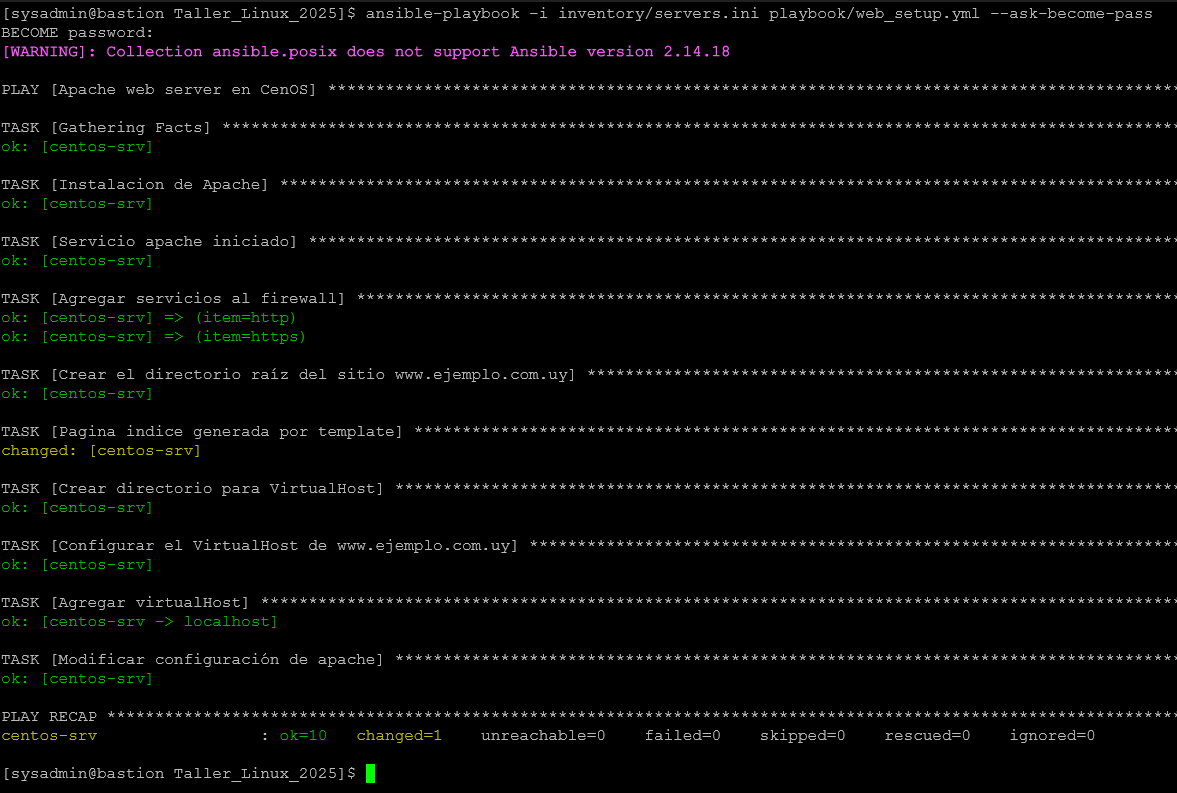 [sysadmin@bastion Taller_Linux_2025]$ ansible-playbook -i inventory/servers.ini playbook/web_setup.yml --ask-become-pass
BECOME password:
[WARNING]: Collection ansible.posix does not support Ansible version 2.14.18
PLAY [Apache web server en CenOS] ****************************************************************************************
TASK [Gathering Facts] ***************************************************************************************************
ok: [centos-srv]
TASK [Instalacion de Apache] *********************************************************************************************
ok: [centos-srv]
TASK [Servicio apache iniciado] ******************************************************************************************
ok: [centos-srv]
TASK [Agregar servicios al firewall] *************************************************************************************
ok: [centos-srv] => (item=http)
ok: [centos-srv] => (item=https)
TASK [Crear el directorio raíz del sitio www.ejemplo.com.uy] *************************************************************
ok: [centos-srv]
TASK [Pagina indice generada por template] *******************************************************************************
changed: [centos-srv]
TASK [Crear directorio para VirtualHost] *********************************************************************************
ok: [centos-srv]
TASK [Configurar el VirtualHost de www.ejemplo.com.uy] *******************************************************************
ok: [centos-srv]
TASK [Agregar virtualHost] ***********************************************************************************************
ok: [centos-srv -> localhost]
TASK [Modificar configuración de apache] *********************************************************************************
ok: [centos-srv]
PLAY RECAP ***************************************************************************************************************
centos-srv                 : ok=10   changed=1    unreachable=0    failed=0    skipped=0    rescued=0    ignored=0
[sysadmin@bastion Taller_Linux_2025]$